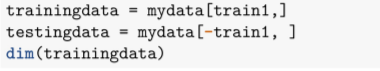 trainingdata = mydata[train1,]
testingdata = mydata[-train1, ]
dim(trainingdata)